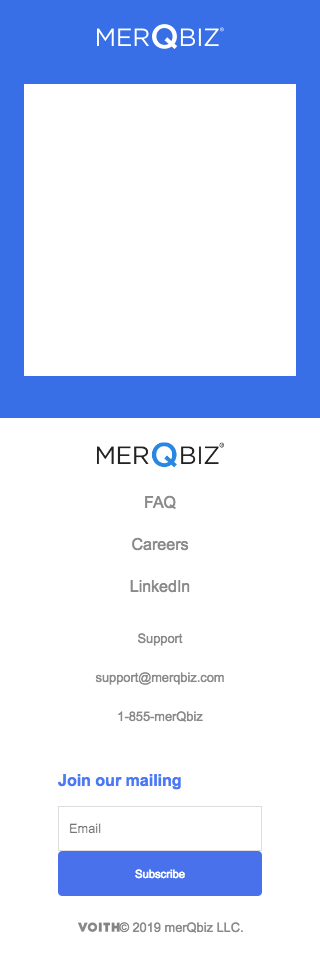 MERQBIZ®
MERQBIZ®
FAQ
Careers
LinkedIn
Support
support@merqbiz.com
1-855-merQbiz
Join our mailing
Email
Subscribe
VOITH© 2019 merQbiz LLC.